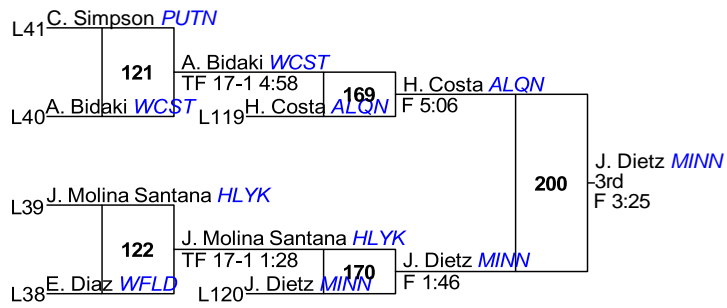 L41 C. Simpson PUTN
121
A. Bidaki WCST
TF 17-1 4:58
L40 A. Bidaki WCST
L119 H. Costa ALQN
169
H. Costa ALQN
F 5:06
200
J. Dietz MINN
3rd
F 3:25
L39 J. Molina Santana HLYK
122
J. Molina Santana HLYK
TF 17-1 1:28
L38 E. Diaz WFLD
L120 J. Dietz MINN
170
J. Dietz MINN
F 1:46